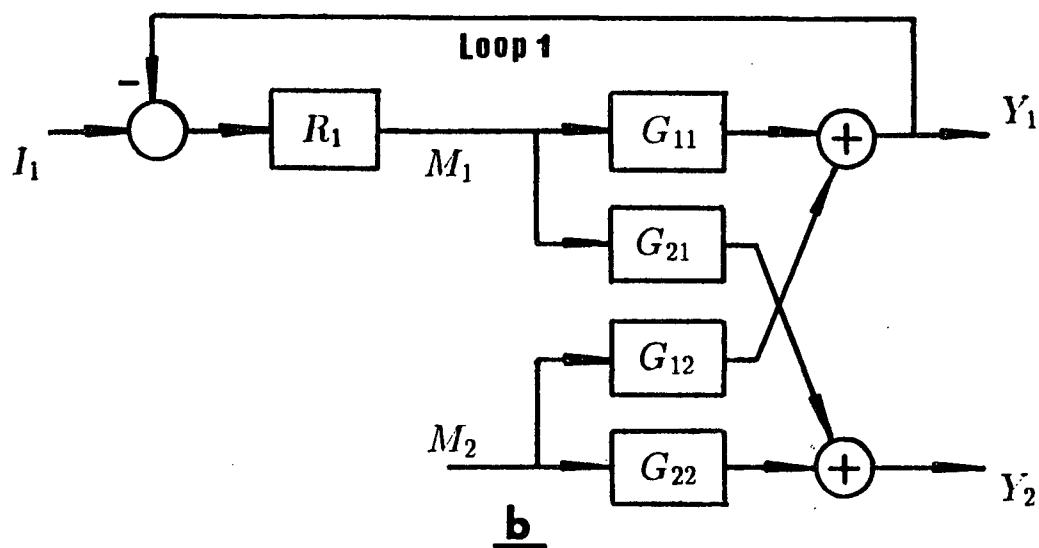 Loop 1
−
I₁
R₁
M₁
G₁₁
+
Y₁
G₂₁
G₁₂
M₂
G₂₂
+
Y₂
b